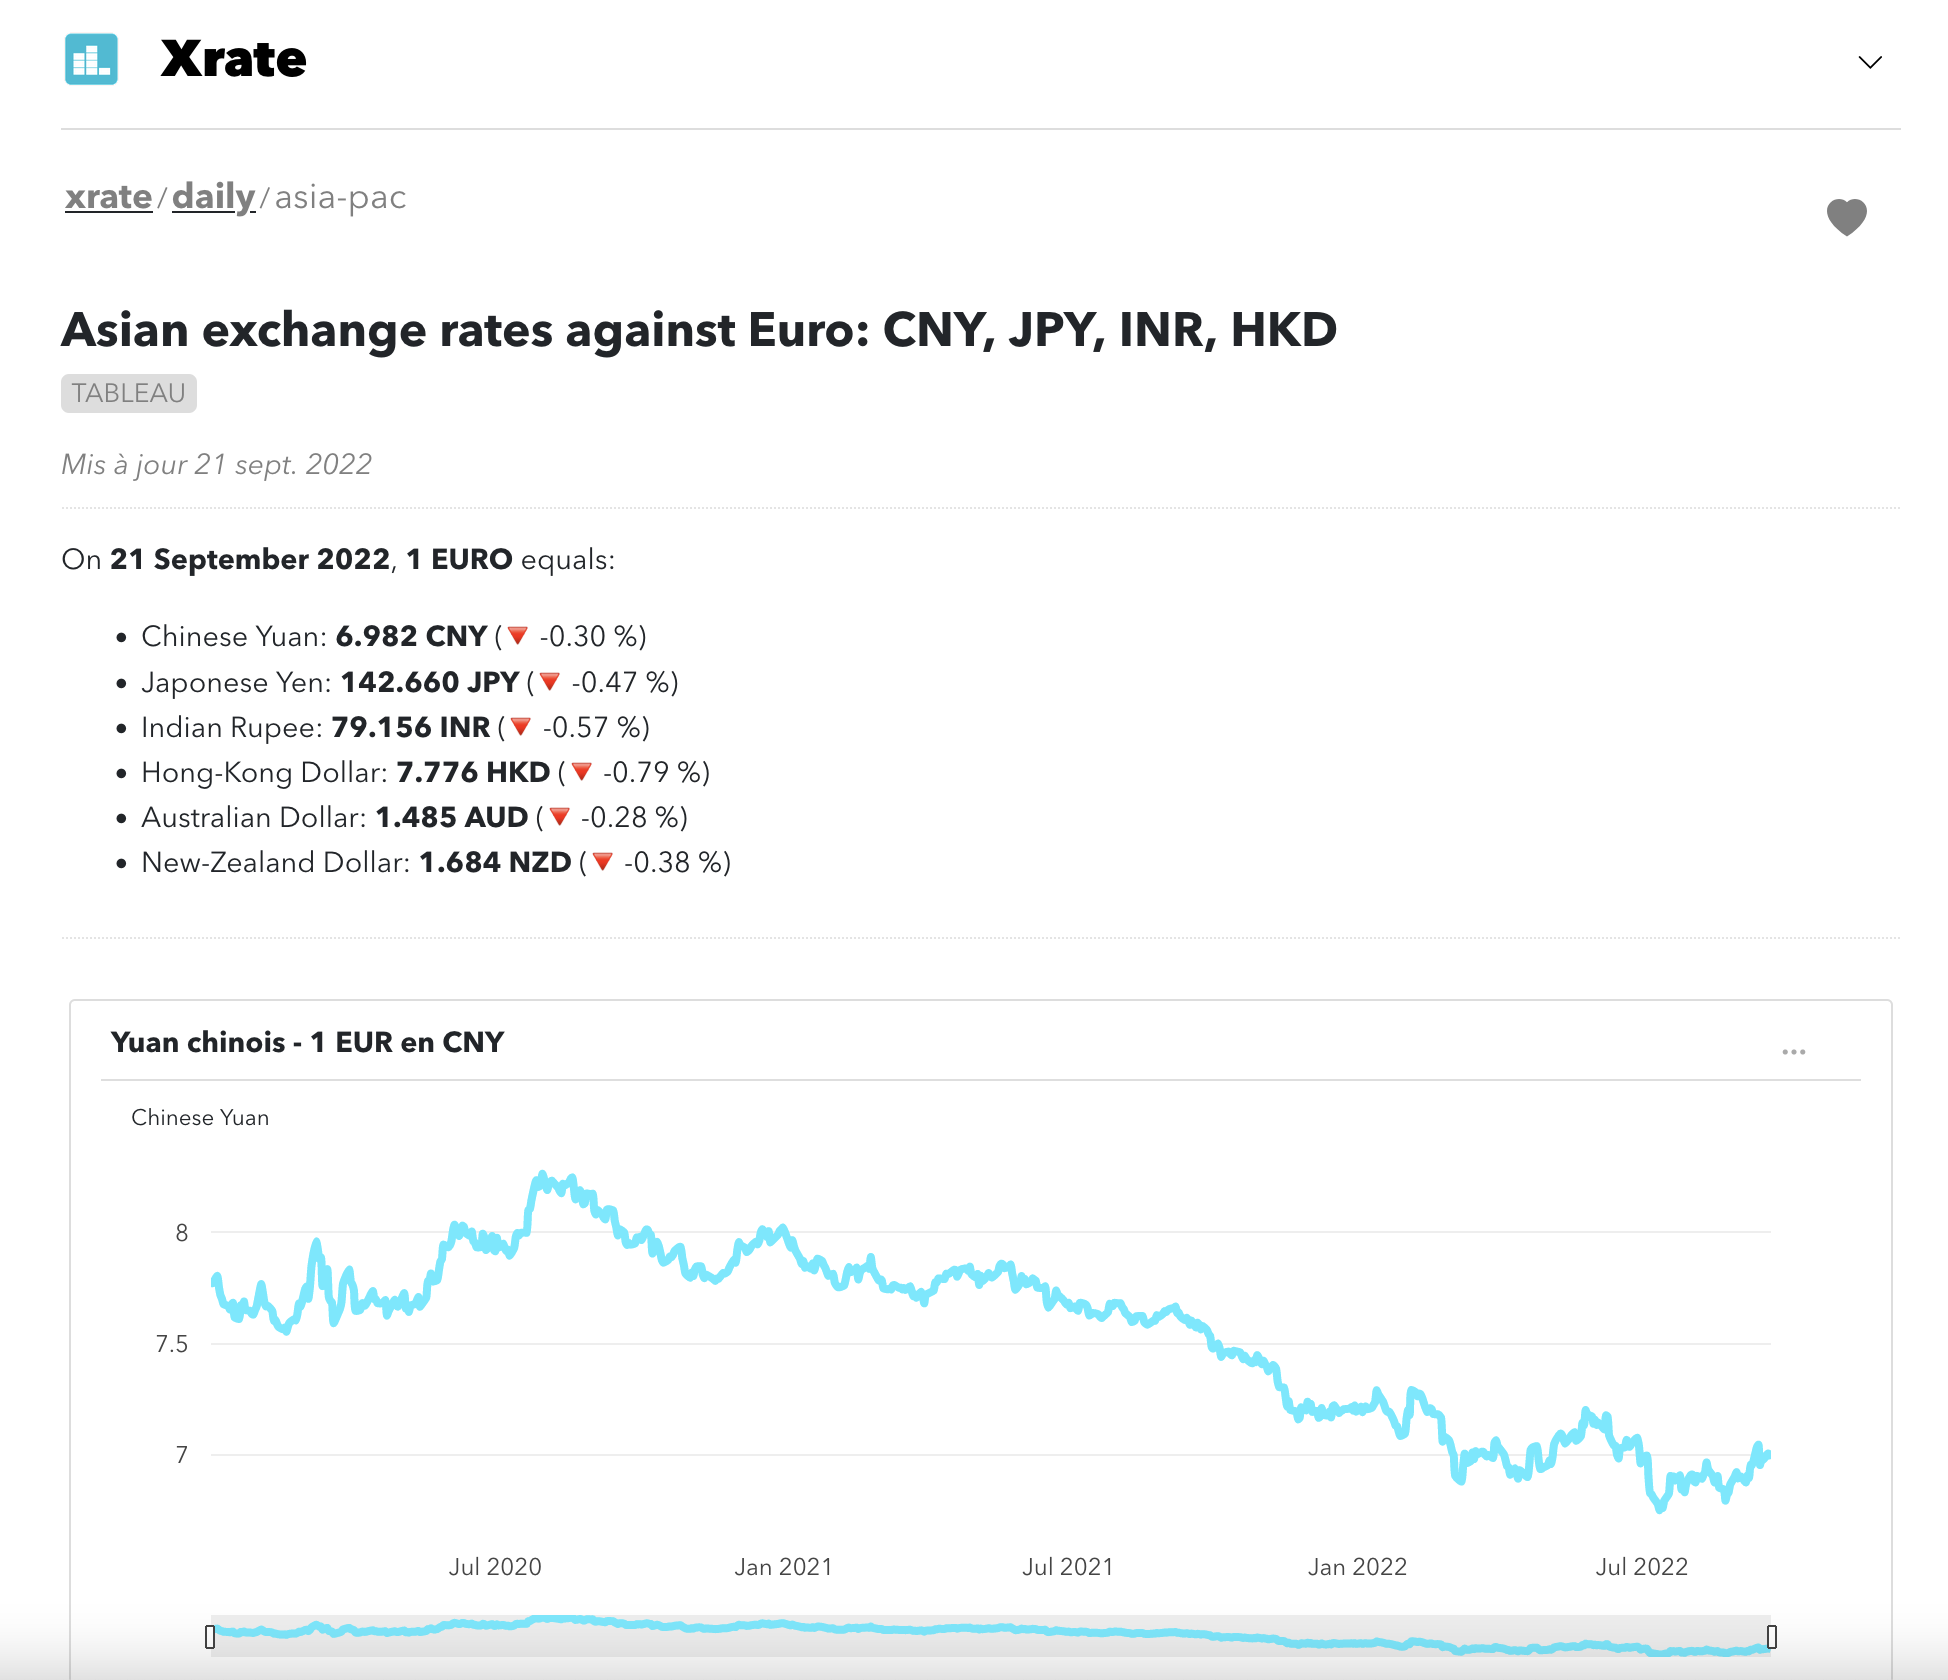 Xrate
xrate/daily/asia-pac
Asian exchange rates against Euro: CNY, JPY, INR, HKD
TABLEAU
Mis à jour 21 sept. 2022
On 21 September 2022, 1 EURO equals:
• Chinese Yuan: 6.982 CNY (🔻 -0.30 %)
• Japonese Yen: 142.660 JPY (🔻 -0.47 %)
• Indian Rupee: 79.156 INR (🔻 -0.57 %)
• Hong-Kong Dollar: 7.776 HKD (🔻 -0.79 %)
• Australian Dollar: 1.485 AUD (🔻 -0.28 %)
• New-Zealand Dollar: 1.684 NZD (🔻 -0.38 %)
Yuan chinois - 1 EUR en CNY
Chinese Yuan
8
7.5
7
Jul 2020 Jan 2021 Jul 2021 Jan 2022 Jul 2022